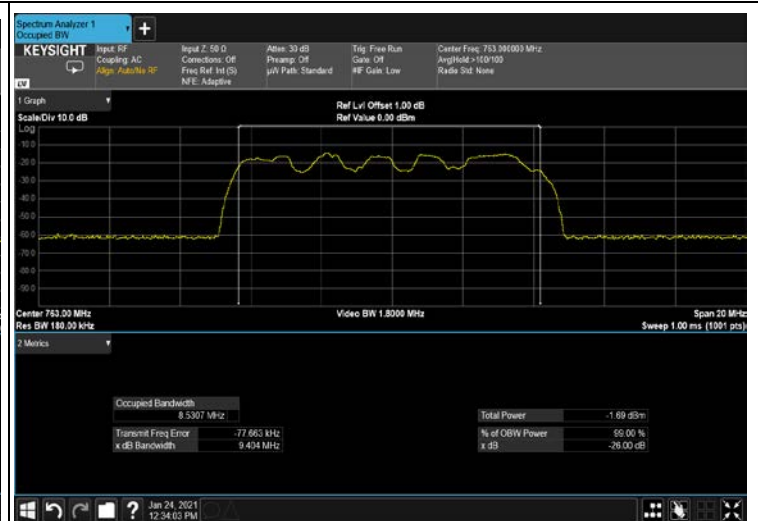 Spectrum Analyzer 1
Occupied BW
+
KEYSIGHT
Input: RF
Coupling: AC
Align: Auto/No RF
Input Z: 50 Ω
Corrections: Off
Freq Ref: Int (S)
NFE: Adaptive
Atten: 30 dB
Preamp: Off
µW Path: Standard
Trig: Free Run
Gate: Off
#IF Gain: Low
Center Freq: 763.000000 MHz
Avg|Hold:>100/100
Radio Std: None
1 Graph
Scale/Div 10.0 dB
Ref Lvl Offset 1.00 dB
Ref Value 0.00 dBm
Log
-10.0
-20.0
-30.0
-40.0
-50.0
-60.0
-70.0
-80.0
-90.0
Center 763.00 MHz
Res BW 180.00 kHz
Video BW 1.8000 MHz
Span 20 MHz
Sweep 1.00 ms (1001 pts)
2 Metrics
Occupied Bandwidth
8.5307 MHz
Transmit Freq Error -77.663 kHz
x dB Bandwidth 9.404 MHz
Total Power -1.69 dBm
% of OBW Power 99.00 %
x dB -26.00 dB
?
Jan 24, 2021
12:34:03 PM